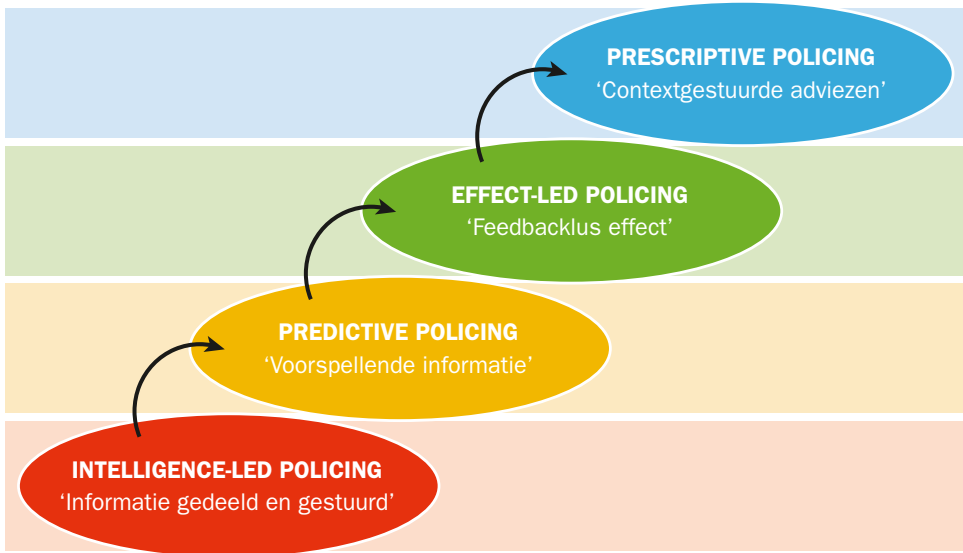 PRESCRIPTIVE POLICING
‘Contextgestuurde adviezen’
EFFECT-LED POLICING
‘Feedbacklus effect’
PREDICTIVE POLICING
‘Voorspellende informatie’
INTELLIGENCE-LED POLICING
‘Informatie gedeeld en gestuurd’